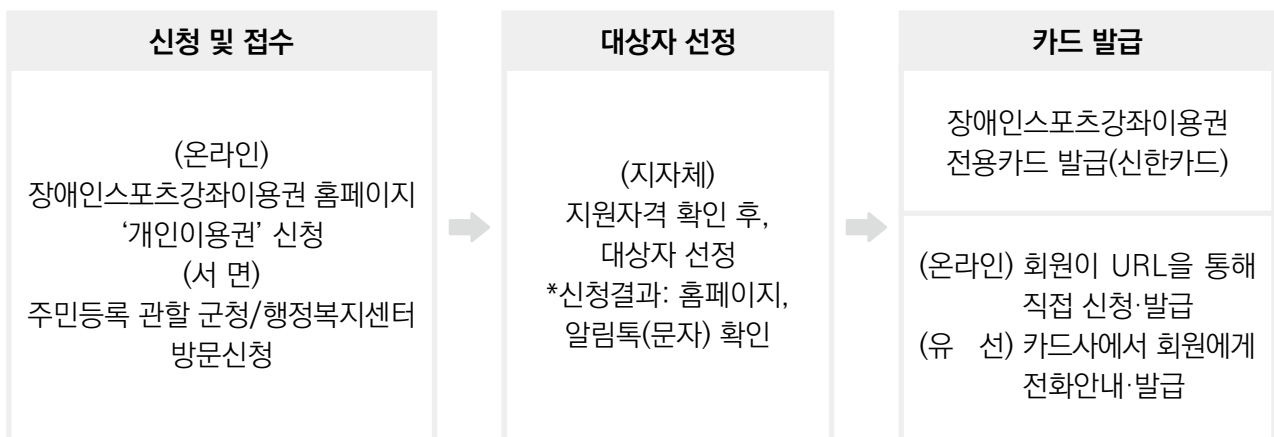 신청 및 접수
(온라인)
장애인스포츠강좌이용권 홈페이지
‘개인이용권’ 신청
(서 면)
주민등록 관할 군청/행정복지센터
방문신청
대상자 선정
(지자체)
지원자격 확인 후,
대상자 선정
*신청결과: 홈페이지,
알림톡(문자) 확인
카드 발급
장애인스포츠강좌이용권
전용카드 발급(신한카드)
(온라인) 회원이 URL을 통해
직접 신청·발급
(유 선) 카드사에서 회원에게
전화안내·발급